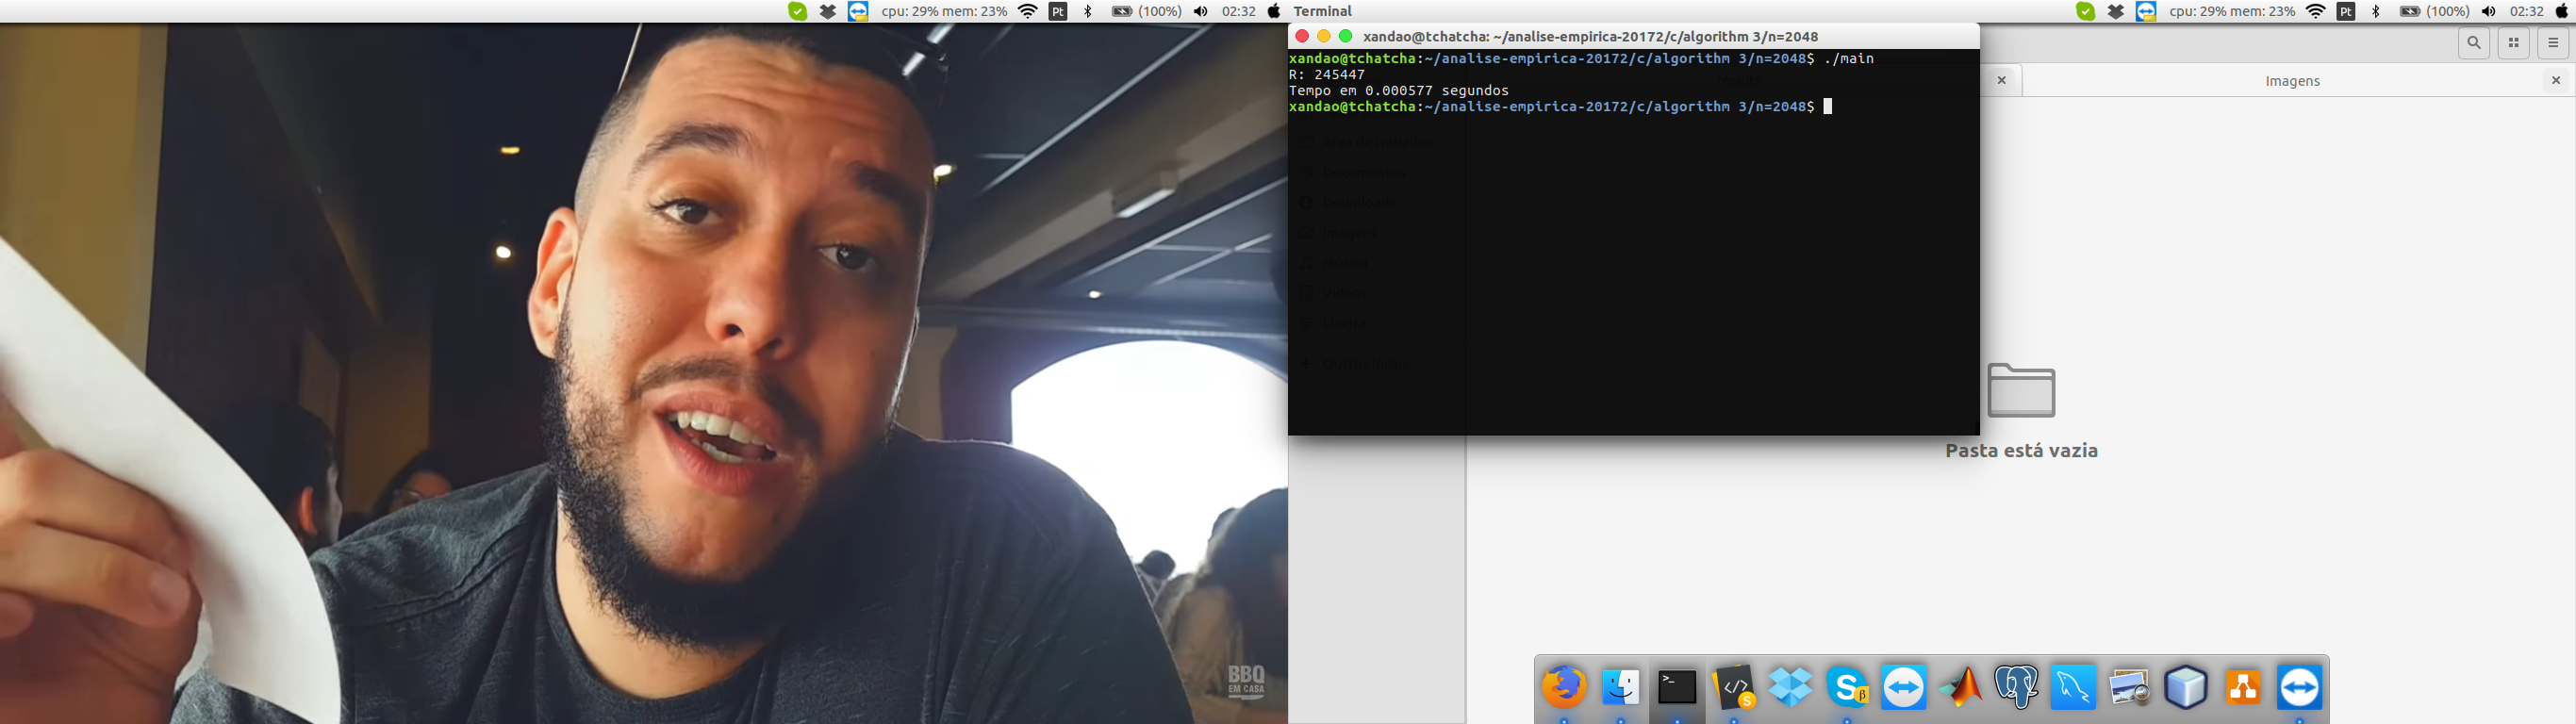 cpu: 29% mem: 23%
Pt
(100%)
02:32
BBQ
EM CASA
Terminal
cpu: 29% mem: 23%
Pt
(100%)
02:32
xandao@tchatcha: ~/analise-empirica-20172/c/algorithm 3/n=2048
xandao@tchatcha:~/analise-empirica-20172/c/algorithm 3/n=2048$ ./main
R: 245447
Tempo em 0.000577 segundos
xandao@tchatcha:~/analise-empirica-20172/c/algorithm 3/n=2048$
Imagens
Área de trabalho
Documentos
Downloads
Imagens
Música
Vídeos
Lixeira
+ Outros locais
Pasta está vazia